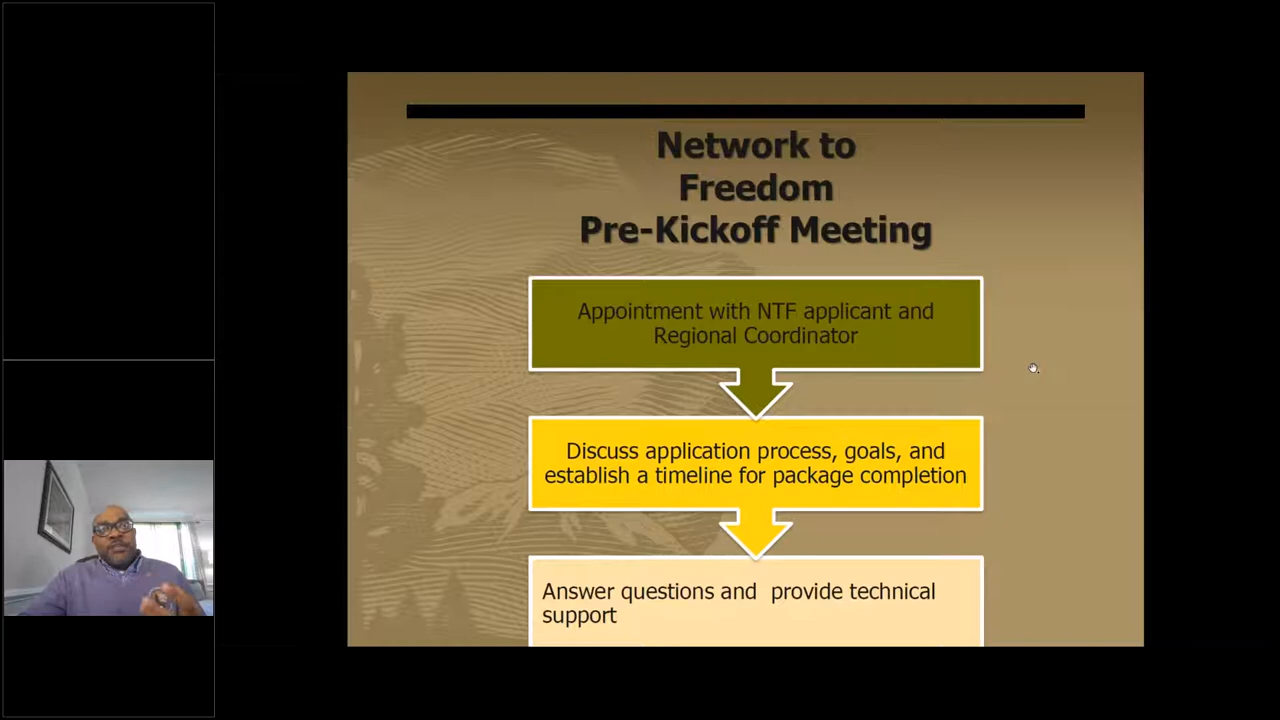 Network to
Freedom
Pre-Kickoff Meeting
Appointment with NTF applicant and
Regional Coordinator
Discuss application process, goals, and
establish a timeline for package completion
Answer questions and  provide technical
support